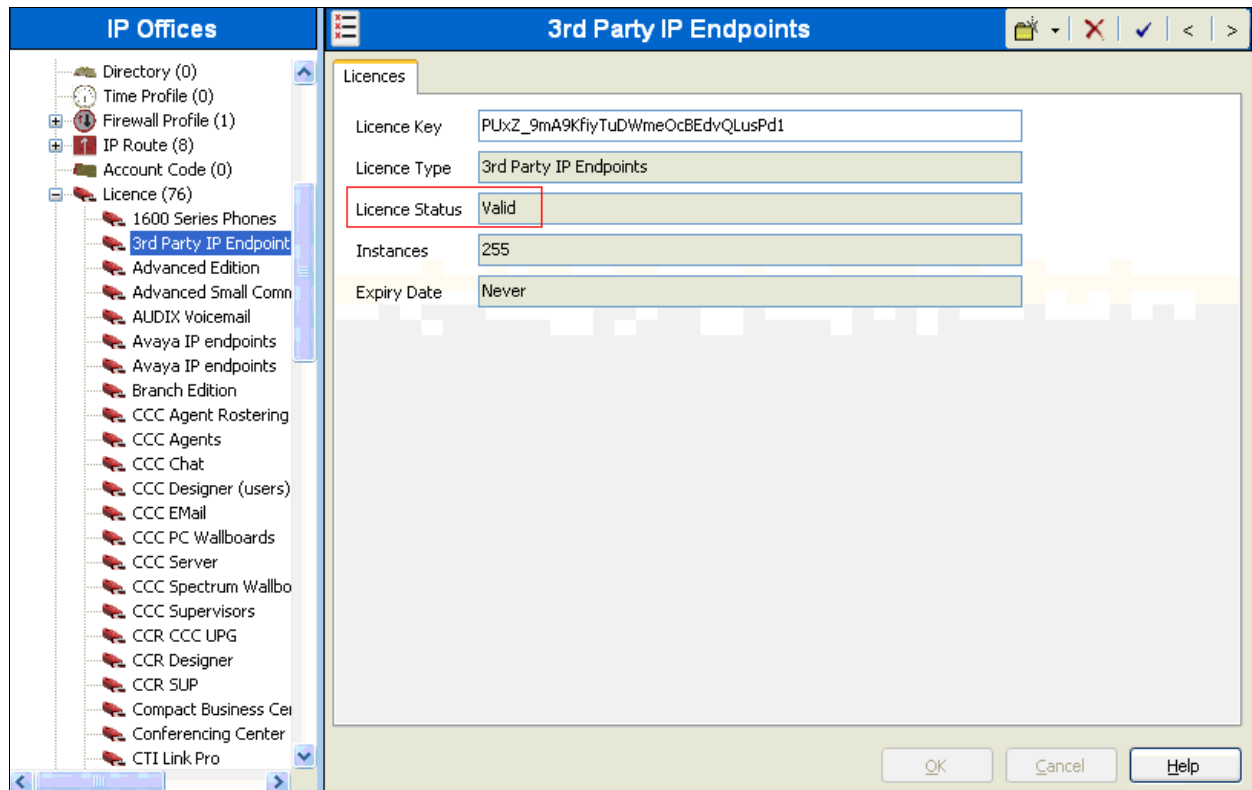 IP Offices
Directory (0)
Time Profile (0)
Firewall Profile (1)
IP Route (8)
Account Code (0)
Licence (76)
1600 Series Phones
3rd Party IP Endpoint
Advanced Edition
Advanced Small Comn
AUDIX Voicemail
Avaya IP endpoints
Avaya IP endpoints
Branch Edition
CCC Agent Rostering
CCC Agents
CCC Chat
CCC Designer (users)
CCC EMail
CCC PC Wallboards
CCC Server
CCC Spectrum Wallbo
CCC Supervisors
CCR CCC UPG
CCR Designer
CCR SUP
Compact Business Cei
Conferencing Center
CTI Link Pro
3rd Party IP Endpoints
Licences
Licence Key PUxZ_9mA9KfiyTuDWmeOcBEdvQLusPd1
Licence Type 3rd Party IP Endpoints
Licence Status Valid
Instances 255
Expiry Date Never
OK Cancel Help